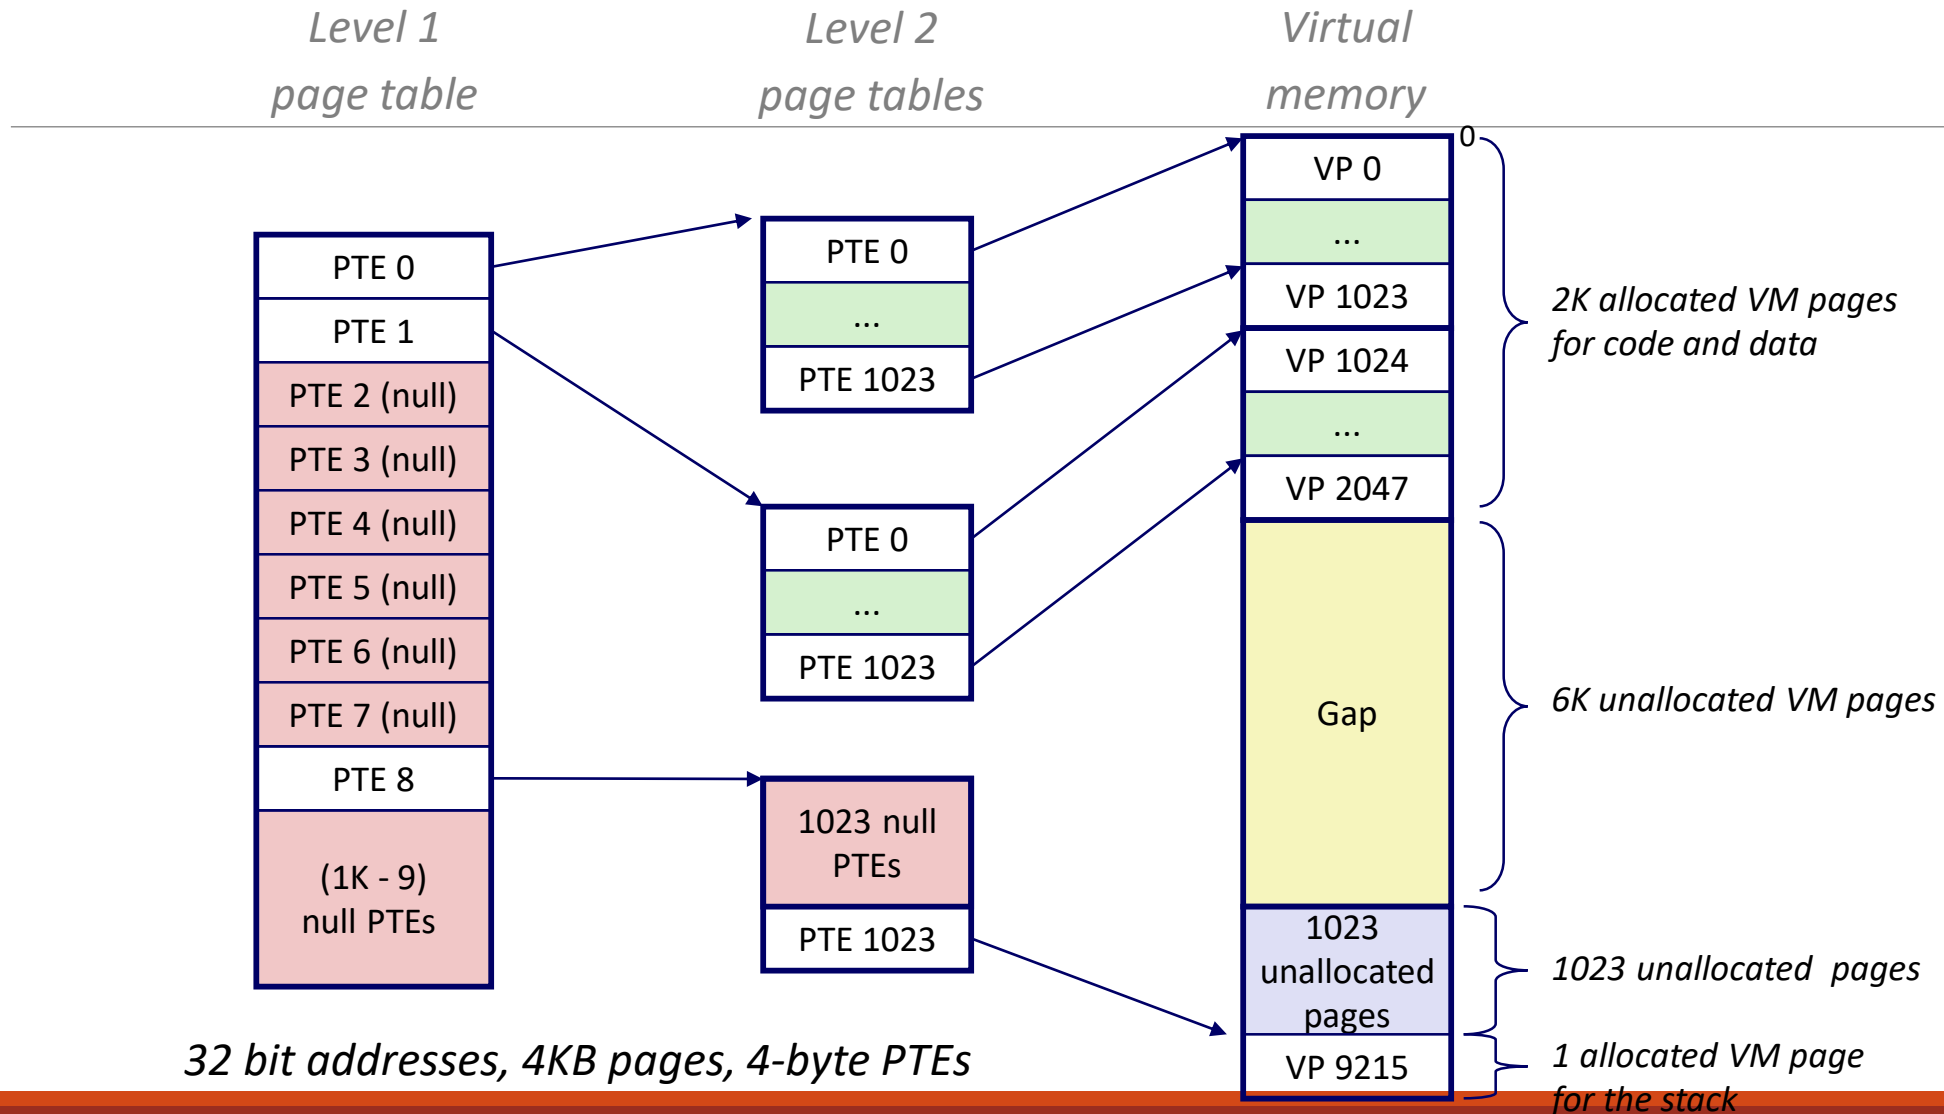 Level 1
page table
Level 2
page tables
Virtual
memory
PTE 0
PTE 1
PTE 2 (null)
PTE 3 (null)
PTE 4 (null)
PTE 5 (null)
PTE 6 (null)
PTE 7 (null)
PTE 8
(1K - 9)
null PTEs
PTE 0
...
PTE 1023
PTE 0
...
PTE 1023
1023 null
PTEs
PTE 1023
0
VP 0
...
VP 1023
VP 1024
...
VP 2047
Gap
1023
unallocated
pages
VP 9215
2K allocated VM pages
for code and data
6K unallocated VM pages
1023 unallocated pages
1 allocated VM page
for the stack
32 bit addresses, 4KB pages, 4-byte PTEs